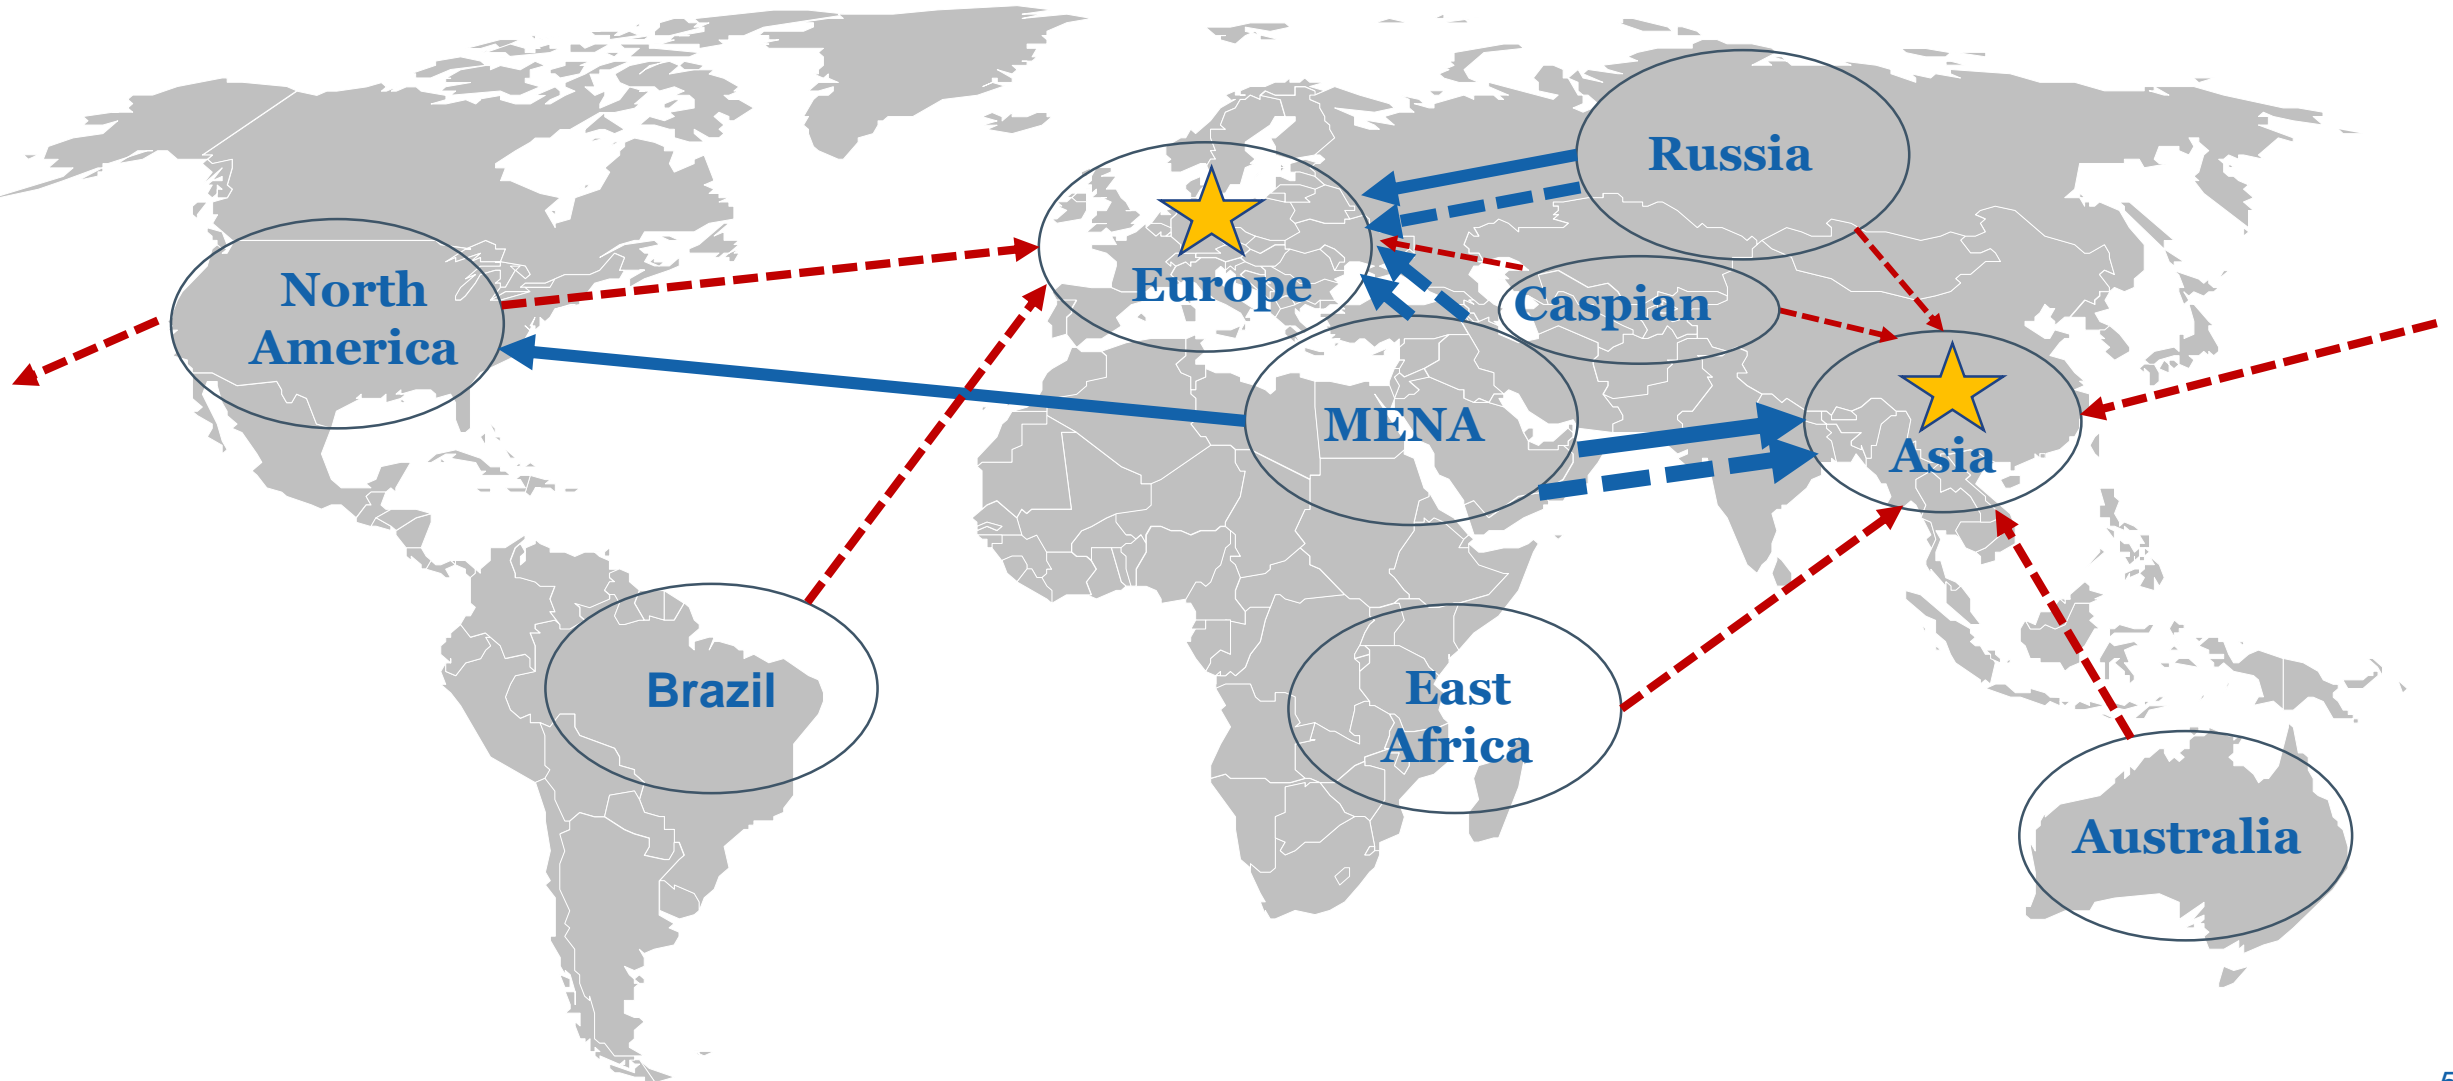 Russia
North
America
Europe
Caspian
MENA
Asia
Brazil
East
Africa
Australia